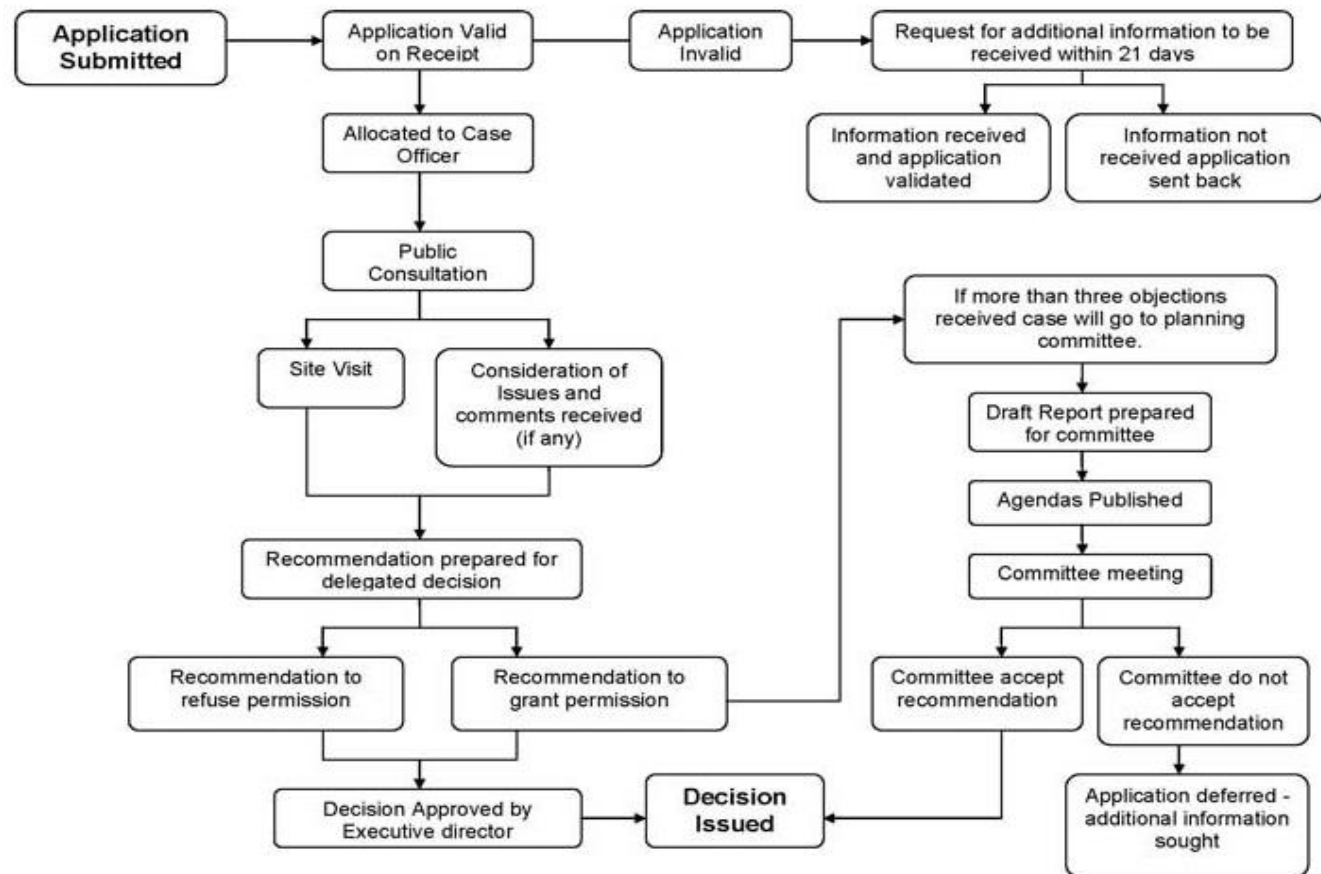 Application
Submitted
Application Valid
on Receipt
Application
Invalid
Request for additional information to be
received within 21 days
Allocated to Case
Officer
Information received
and application
validated
Information not
received application
sent back
Public
Consultation
Site Visit
Consideration of
Issues and
comments received
(if any)
If more than three objections
received case will go to planning
committee.
Draft Report prepared
for committee
Agendas Published
Committee meeting
Recommendation prepared for
delegated decision
Recommendation to
refuse permission
Recommendation to
grant permission
Committee accept
recommendation
Committee do not
accept
recommendation
Decision Approved by
Executive director
Decision
Issued
Application deferred -
additional information
sought